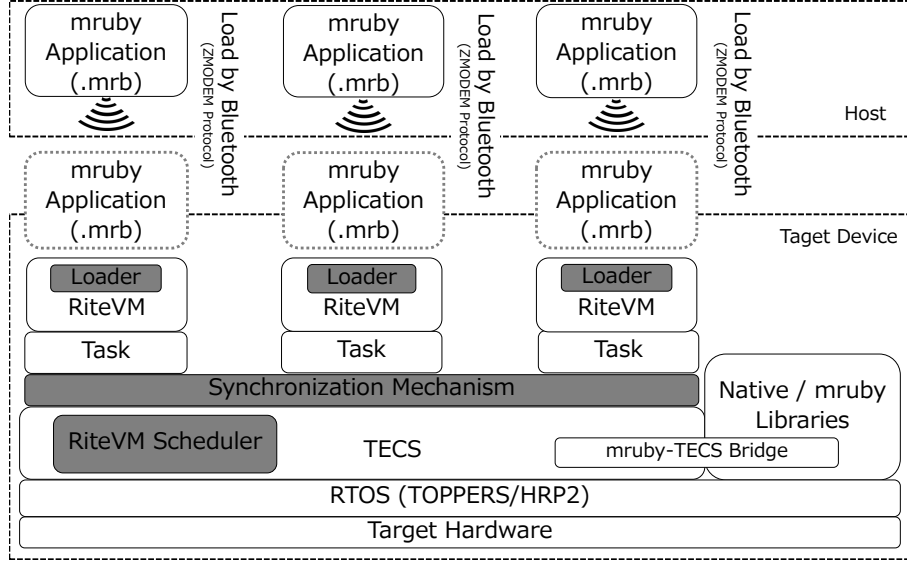 mruby
Application
(.mrb)
Load by Bluetooth
(ZMODEM Protocol)
mruby
Application
(.mrb)
Load by Bluetooth
(ZMODEM Protocol)
mruby
Application
(.mrb)
Load by Bluetooth
(ZMODEM Protocol)
Host
mruby
Application
(.mrb)
mruby
Application
(.mrb)
mruby
Application
(.mrb)
Taget Device
Loader
RiteVM
Loader
RiteVM
Loader
RiteVM
Task
Task
Task
Synchronization Mechanism
Native / mruby
Libraries
RiteVM Scheduler
TECS
mruby-TECS Bridge
RTOS (TOPPERS/HRP2)
Target Hardware